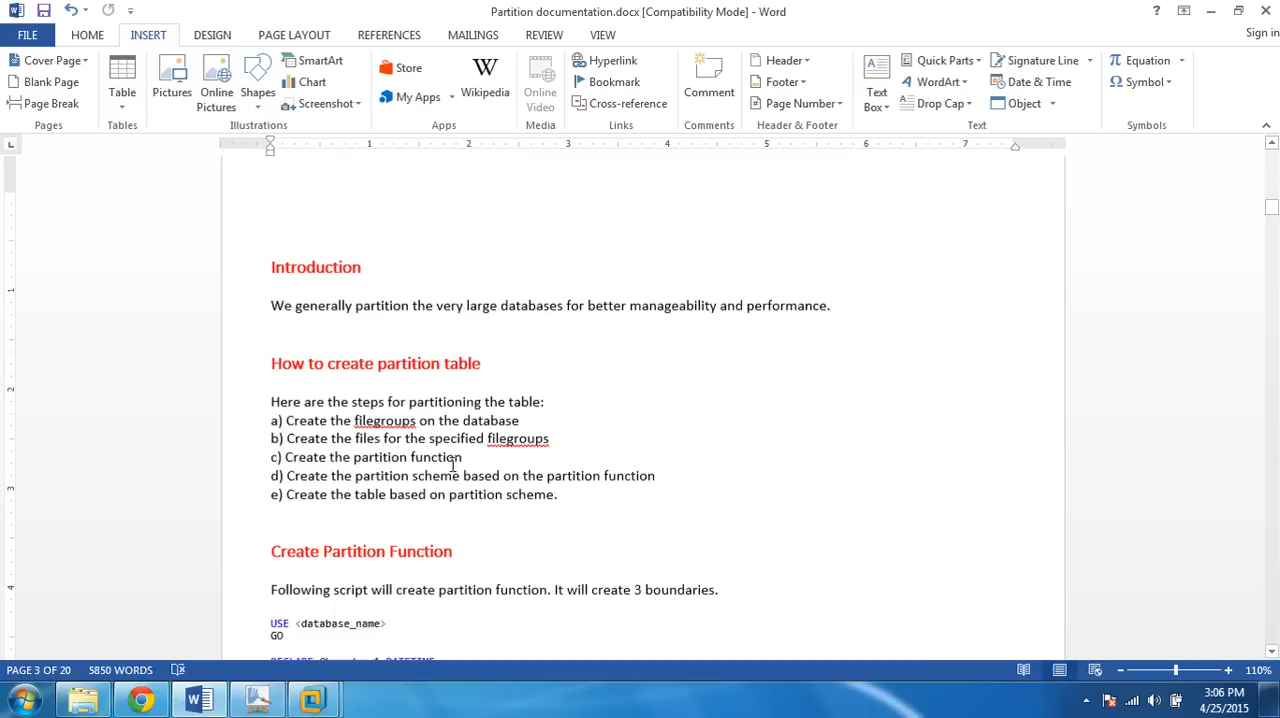 Partition documentation.docx [Compatibility Mode] - Word
FILE HOME INSERT DESIGN PAGE LAYOUT REFERENCES MAILINGS REVIEW VIEW Sign in
Cover Page
Blank Page
Page Break
Pages
Table
Tables
Pictures
Online Pictures
Shapes
SmartArt
Chart
Screenshot
Illustrations
Store
My Apps
Wikipedia
Apps
Online Video
Media
Hyperlink
Bookmark
Cross-reference
Links
Comment
Comments
Header
Footer
Page Number
Header & Footer
Text Box
Quick Parts
WordArt
Drop Cap
Signature Line
Date & Time
Object
Text
Equation
Symbol
Symbols
1 2 3 4 5 6 7
Introduction
We generally partition the very large databases for better manageability and performance.
How to create partition table
Here are the steps for partitioning the table:
a) Create the filegroups on the database
b) Create the files for the specified filegroups
c) Create the partition function
d) Create the partition scheme based on the partition function
e) Create the table based on partition scheme.
Create Partition Function
Following script will create partition function. It will create 3 boundaries.
USE <database_name>
GO
PAGE 3 OF 20 5850 WORDS 110%
3:06 PM
4/25/2015